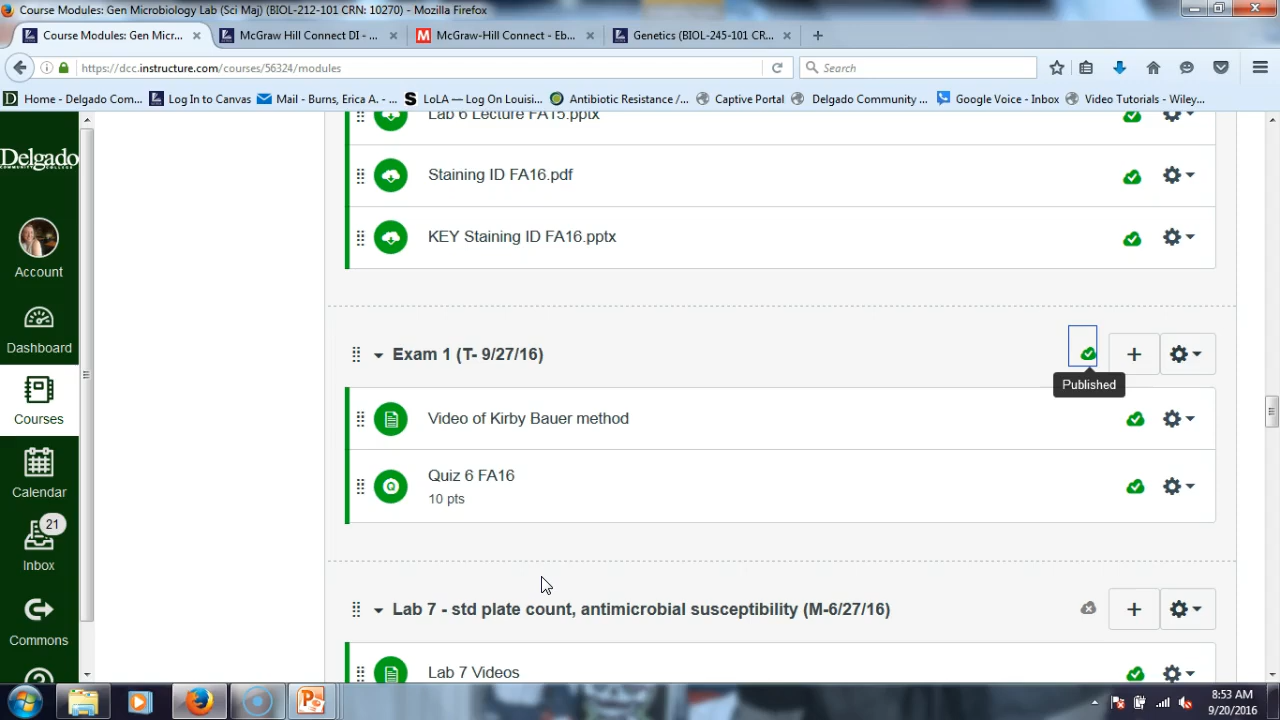 Course Modules: Gen Microbiology Lab (Sci Maj) (BIOL-212-101 CRN: 10270) - Mozilla Firefox
Course Modules: Gen Micr...
McGraw Hill Connect DI - ...
McGraw-Hill Connect - Eb...
Genetics (BIOL-245-101 CR...
https://dcc.instructure.com/courses/56324/modules
Search
Home - Delgado Com...
Log In to Canvas
Mail - Burns, Erica A. - ...
LoLA — Log On Louisi...
Antibiotic Resistance /...
Captive Portal
Delgado Community ...
Google Voice - Inbox
Video Tutorials - Wiley...
Delgado
COMMUNITY COLLEGE
Account
Dashboard
Courses
Calendar
21
Inbox
Commons
Lab 6 Lecture FA15.pptx
Staining ID FA16.pdf
KEY Staining ID FA16.pptx
Exam 1 (T- 9/27/16)
Published
Video of Kirby Bauer method
Quiz 6 FA16
10 pts
Lab 7 - std plate count, antimicrobial susceptibility (M-6/27/16)
Lab 7 Videos
8:53 AM
9/20/2016